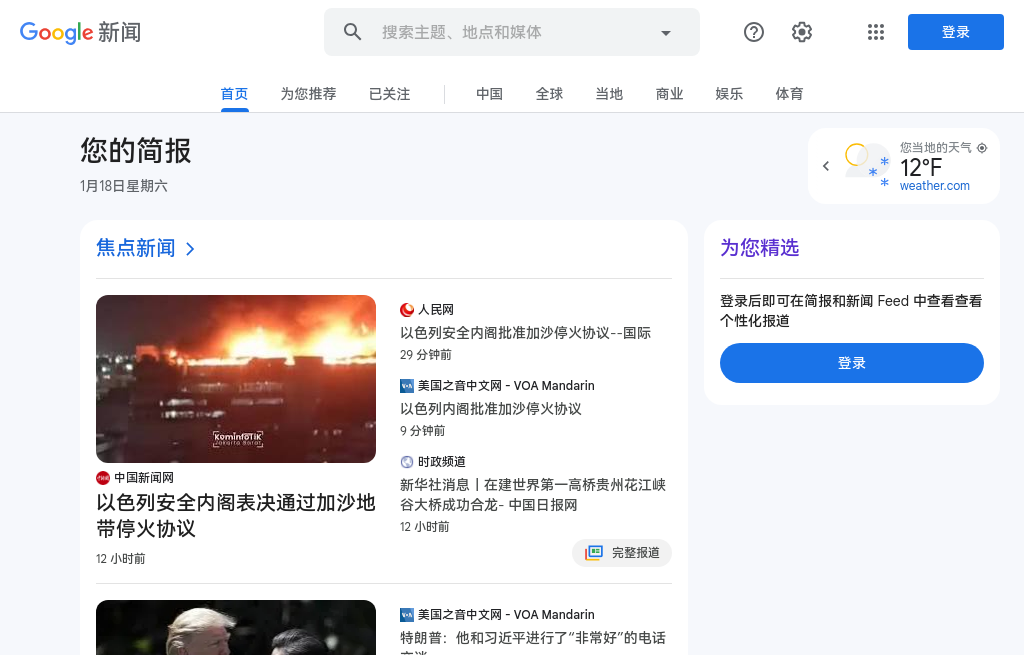 Google 新闻
搜索主题、地点和媒体
登录
首页
为您推荐
已关注
中国
全球
当地
商业
娱乐
体育
您的简报
1月18日星期六
您当地的天气
12°F
weather.com
焦点新闻
中国新闻网
以色列安全内阁表决通过加沙地
带停火协议
12 小时前
人民网
以色列安全内阁批准加沙停火协议--国际
29 分钟前
美国之音中文网 - VOA Mandarin
以色列内阁批准加沙停火协议
9 分钟前
时政频道
新华社消息丨在建世界第一高桥贵州花江峡
谷大桥成功合龙- 中国日报网
12 小时前
完整报道
美国之音中文网 - VOA Mandarin
特朗普：他和习近平进行了“非常好”的电话
为您精选
登录后即可在简报和新闻 Feed 中查看查看
个性化报道
登录